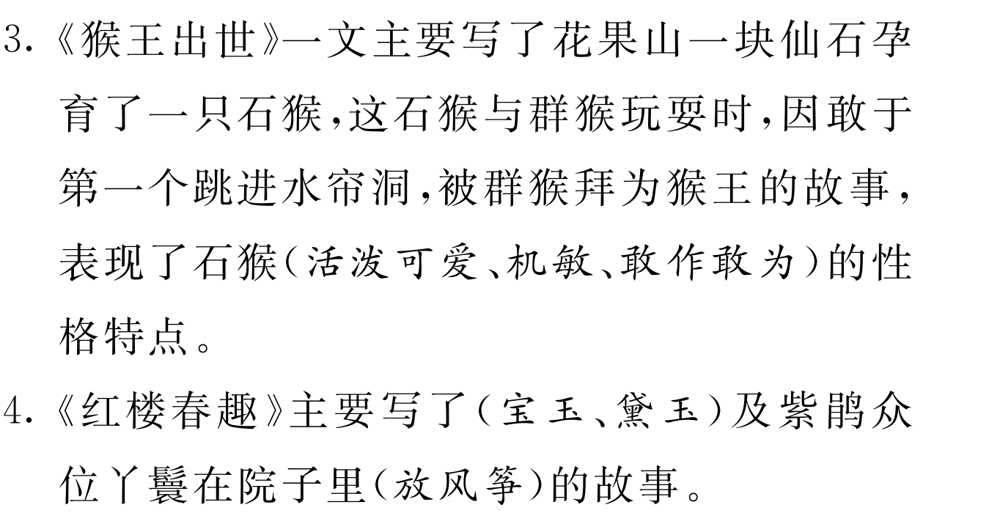 3.《猴王出世》一文主要写了花果山一块仙石孕
育了一只石猴,这石猴与群猴玩耍时,因敢于
第一个跳进水帘洞,被群猴拜为猴王的故事,
表现了石猴(活泼可爱、机敏、敢作敢为)的性
格特点。
4.《红楼春趣》主要写了(宝玉、黛玉)及紫鹃众
位丫鬟在院子里(放风筝)的故事。